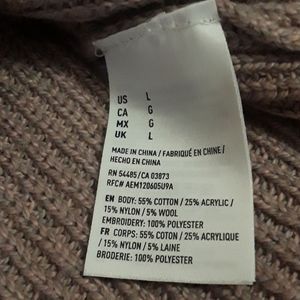 US L
CA G
MX G
UK L
MADE IN CHINA / FABRIQUÉ EN CHINE /
HECHO EN CHINA
RN 54485/CA 03873
RFC# AEM120605U9A
EN BODY: 55% COTTON / 25% ACRYLIC /
15% NYLON / 5% WOOL
EMBROIDERY: 100% POLYESTER
FR CORPS: 55% COTON / 25% ACRYLIQUE
/ 15% NYLON / 5% LAINE
BRODERIE: 100% POLYESTER